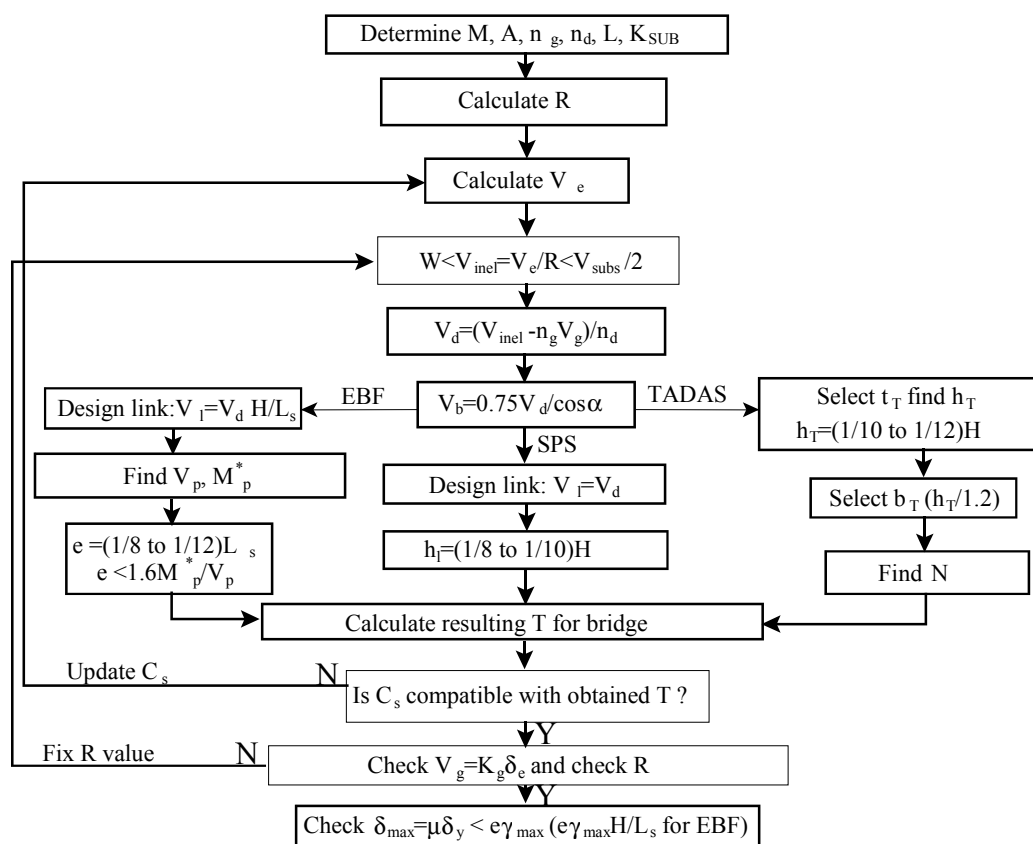 Determine M, A, n g, nd, L, KSUB
Calculate R
Calculate V e
W<Vinel=Ve/R<Vsubs/2
Vd=(Vinel -ngVg)/nd
Vb=0.75Vd/cosα
EBF
TADAS
SPS
Design link:V l=Vd H/Ls
Find Vp, M*p
e =(1/8 to 1/12)L s
e <1.6M*p/Vp
Design link: V l=Vd
hl=(1/8 to 1/10)H
Select tT find hT
hT=(1/10 to 1/12)H
Select bT (hT/1.2)
Find N
Calculate resulting T for bridge
Update C s
N
Is Cs compatible with obtained T ?
Y
Fix R value
N
Check V g=Kgδe and check R
Y
Check δmax=μδy < eγmax (eγmaxH/Ls for EBF)